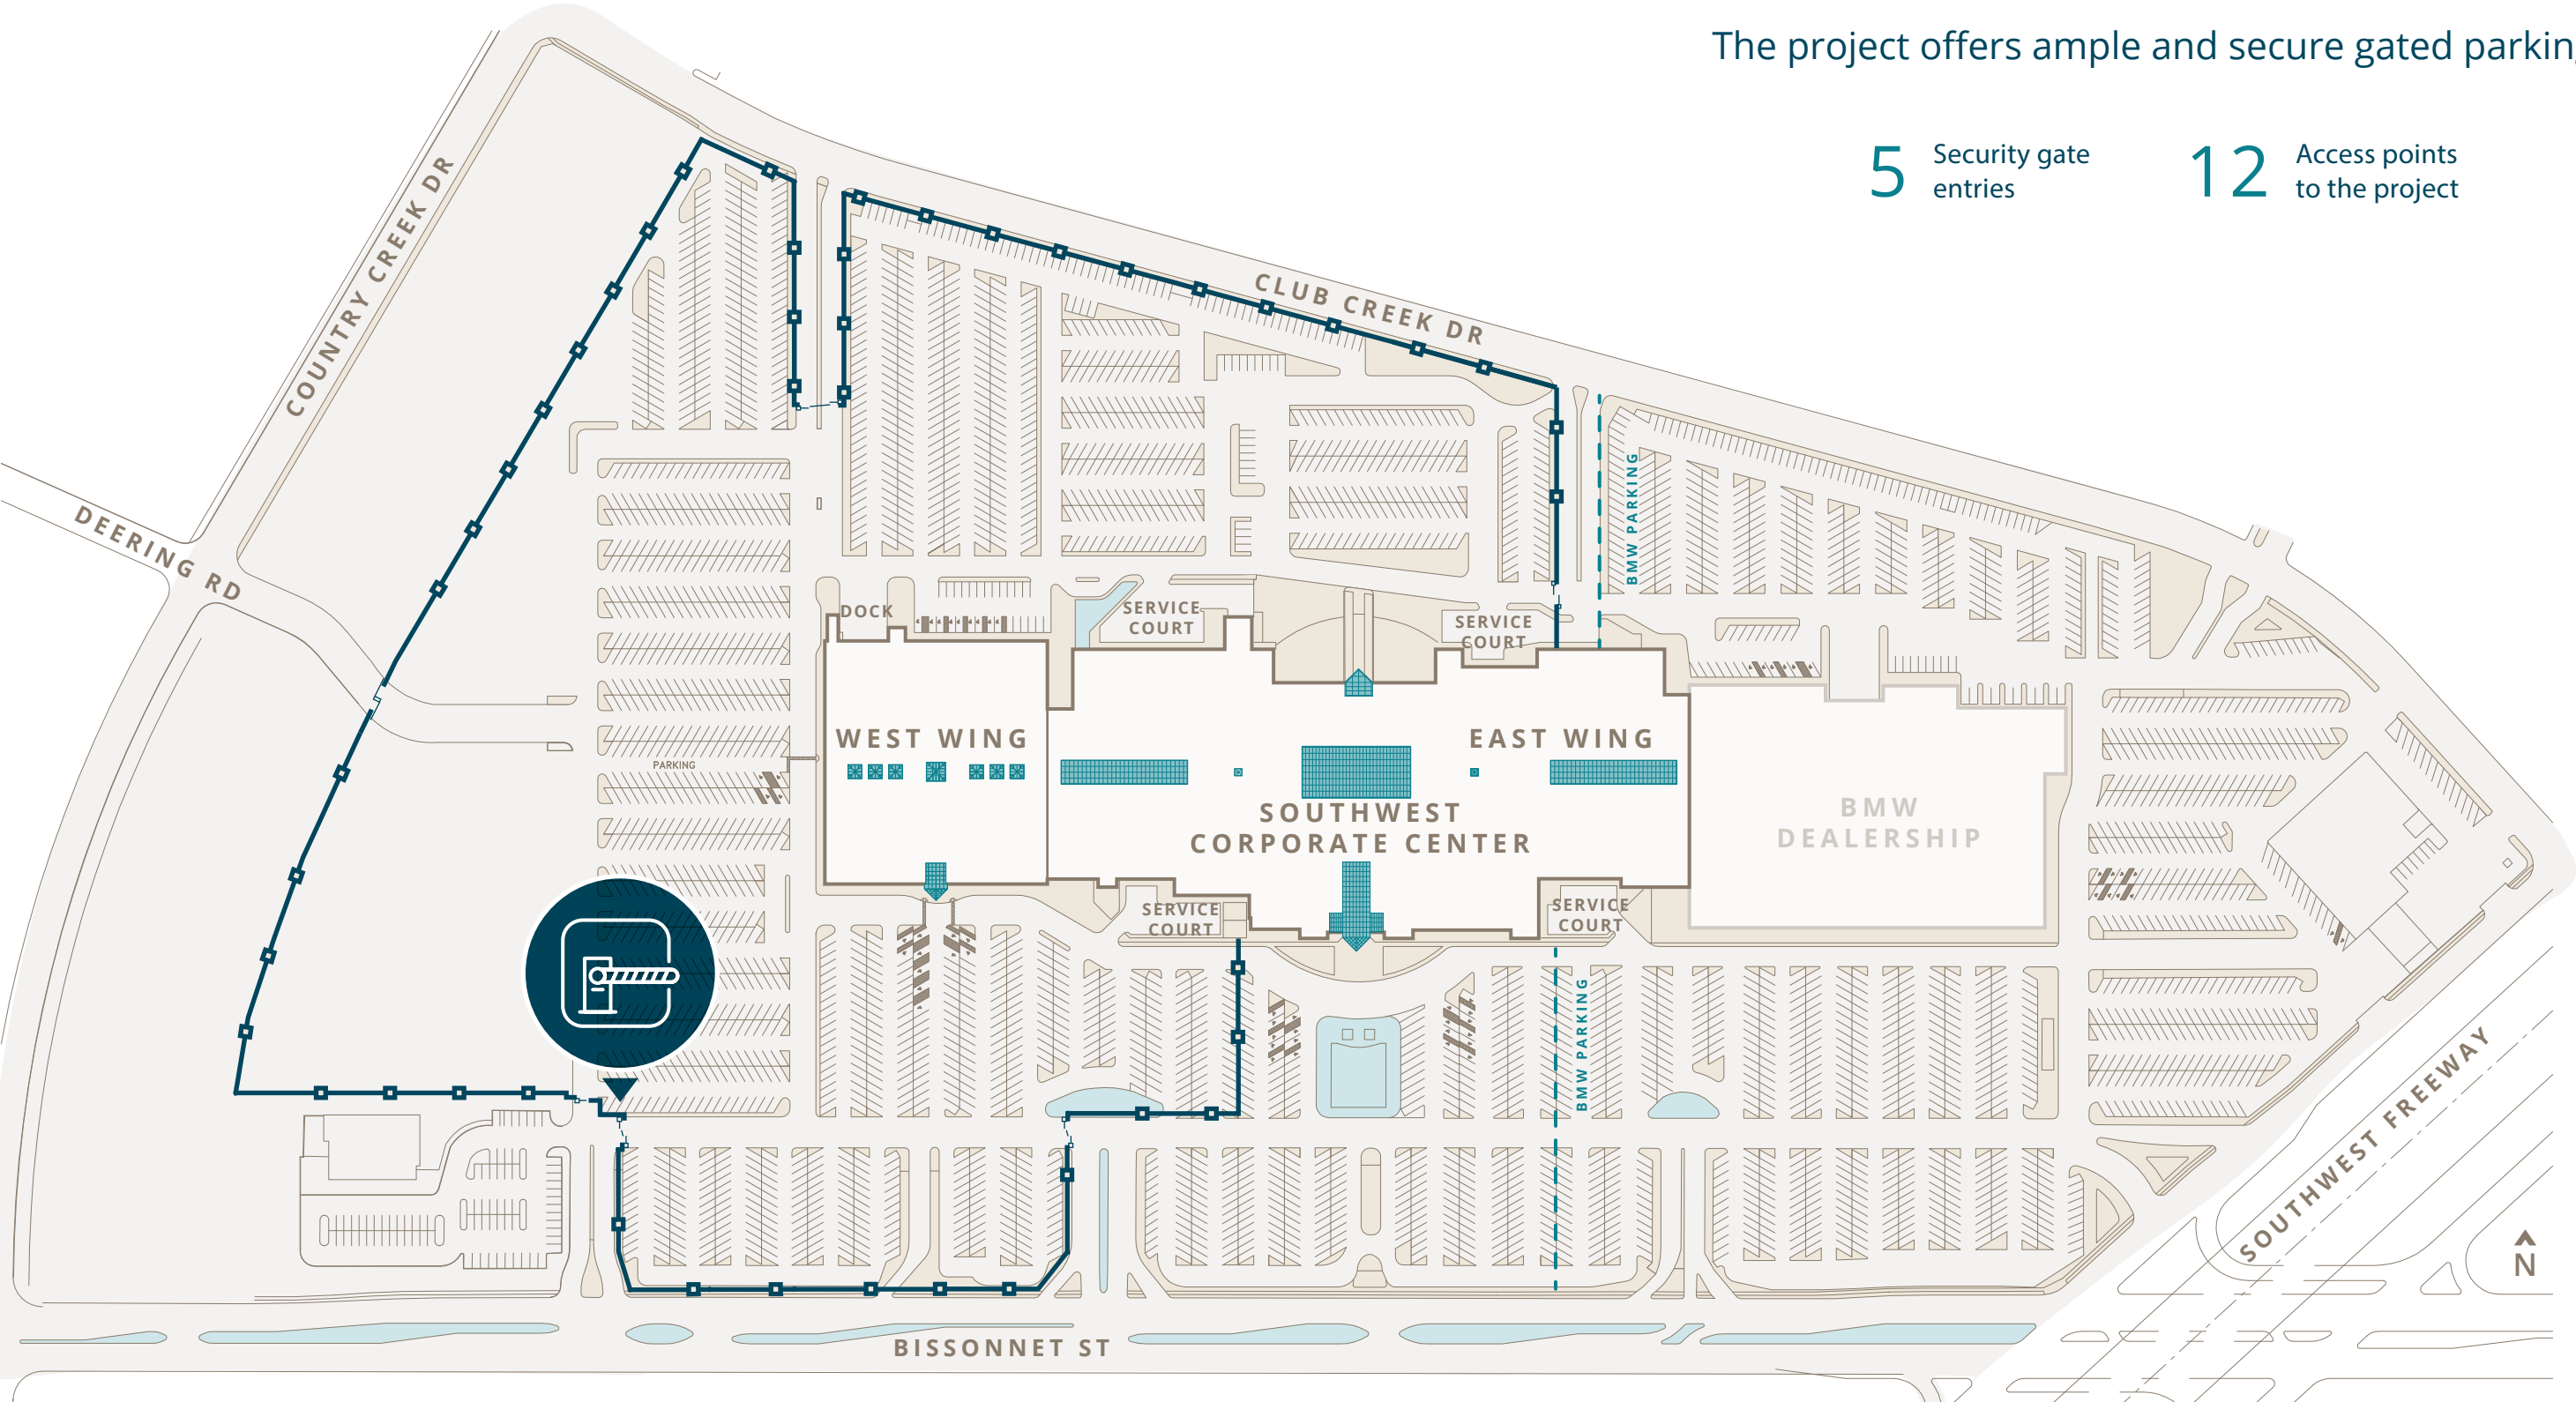 The project offers ample and secure gated parkin
5 Security gate
entries
12 Access points
to the project
COUNTRY CREEK DR
CLUB CREEK DR
DEERING RD
BMW PARKING
DOCK
SERVICE
COURT
SERVICE
COURT
WEST WING
EAST WING
PARKING
SOUTHWEST
CORPORATE CENTER
BMW
DEALERSHIP
SERVICE
COURT
SERVICE
COURT
BMW PARKING
SOUTHWEST FREEWAY
N
BISSONNET ST